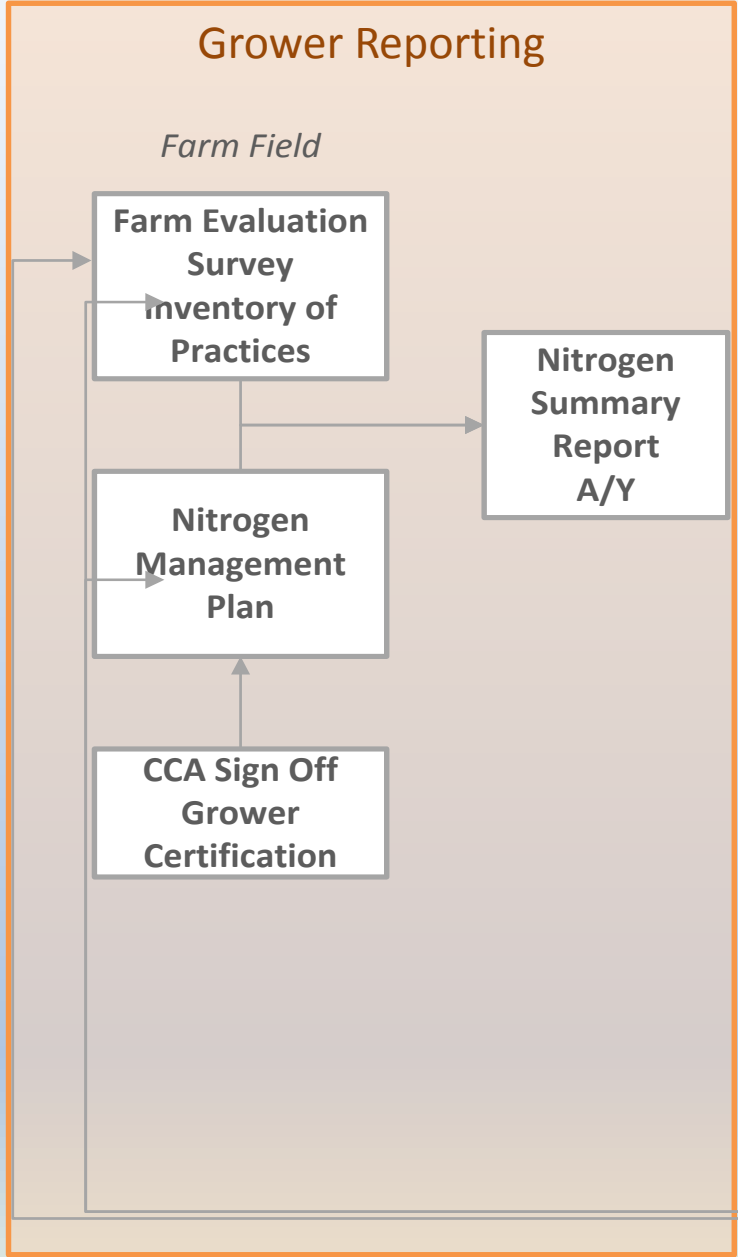 Grower Reporting
Farm Field
Farm Evaluation
Survey
Inventory of
Practices
Nitrogen
Summary
Report
A/Y
Nitrogen
Management
Plan
CCA Sign Off
Grower
Certification